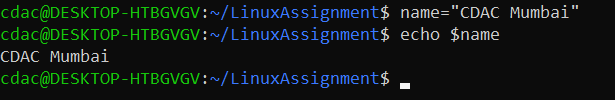 cdac@DESKTOP-HTBGVGV:~/LinuxAssignment$ name="CDAC Mumbai"
cdac@DESKTOP-HTBGVGV:~/LinuxAssignment$ echo $name
CDAC Mumbai
cdac@DESKTOP-HTBGVGV:~/LinuxAssignment$